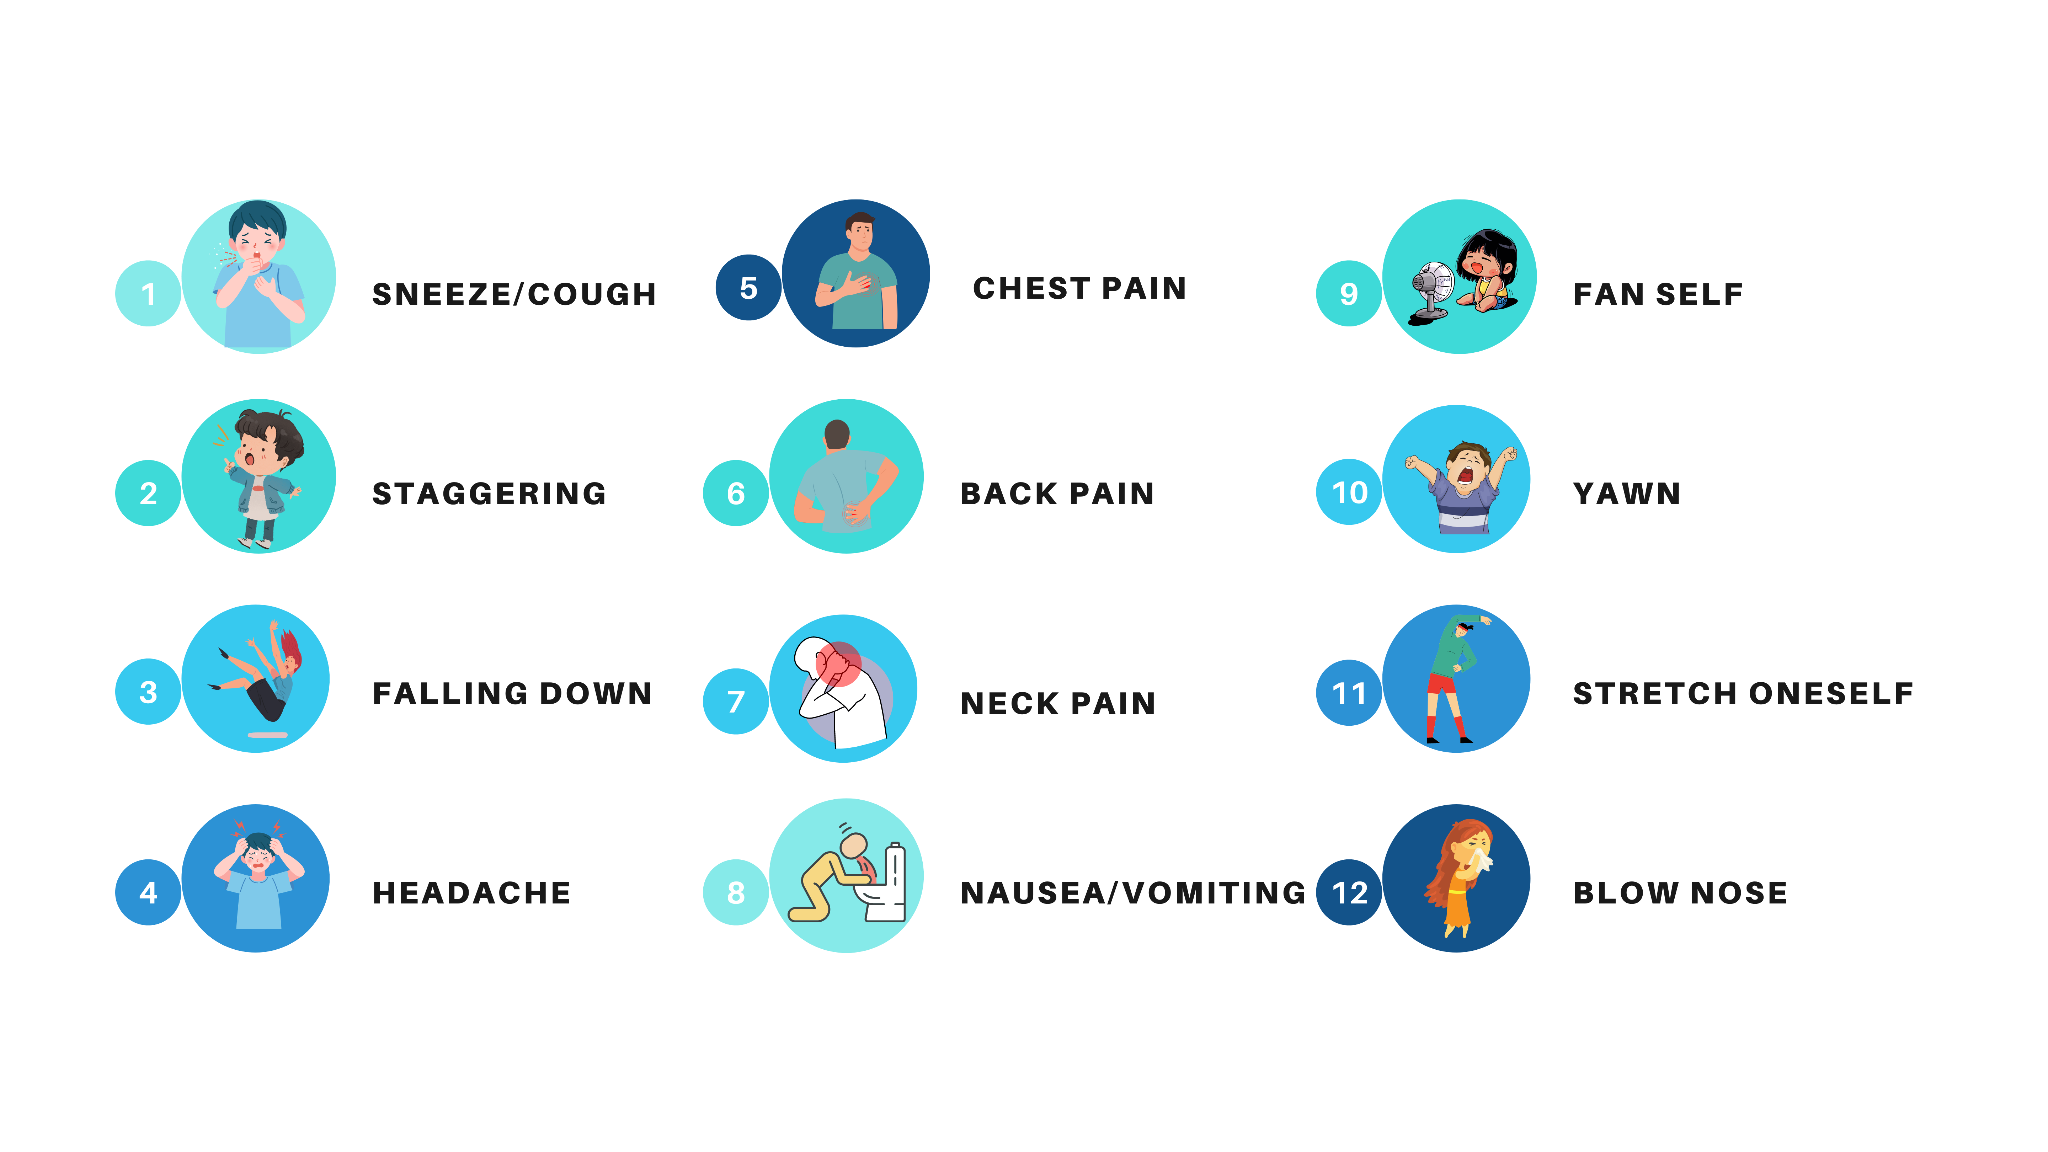 1 SNEEZE/COUGH
2 STAGGERING
3 FALLING DOWN
4 HEADACHE
5 CHEST PAIN
6 BACK PAIN
7 NECK PAIN
8 NAUSEA/VOMITING
9 FAN SELF
10 YAWN
11 STRETCH ONESELF
12 BLOW NOSE